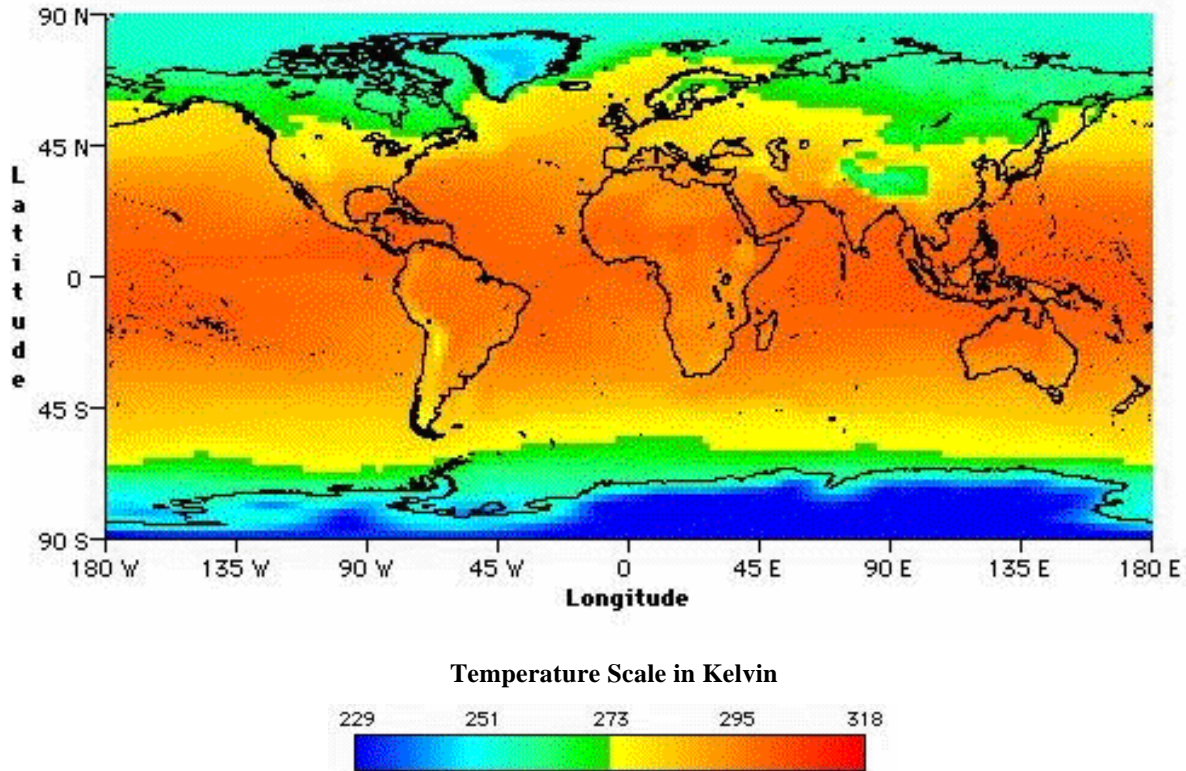 90 N
45 N
Latitude
0
45 S
90 S
180 W 135 W 90 W 45 W 0 45 E 90 E 135 E 180 E
Longitude
Temperature Scale in Kelvin
229 251 273 295 318